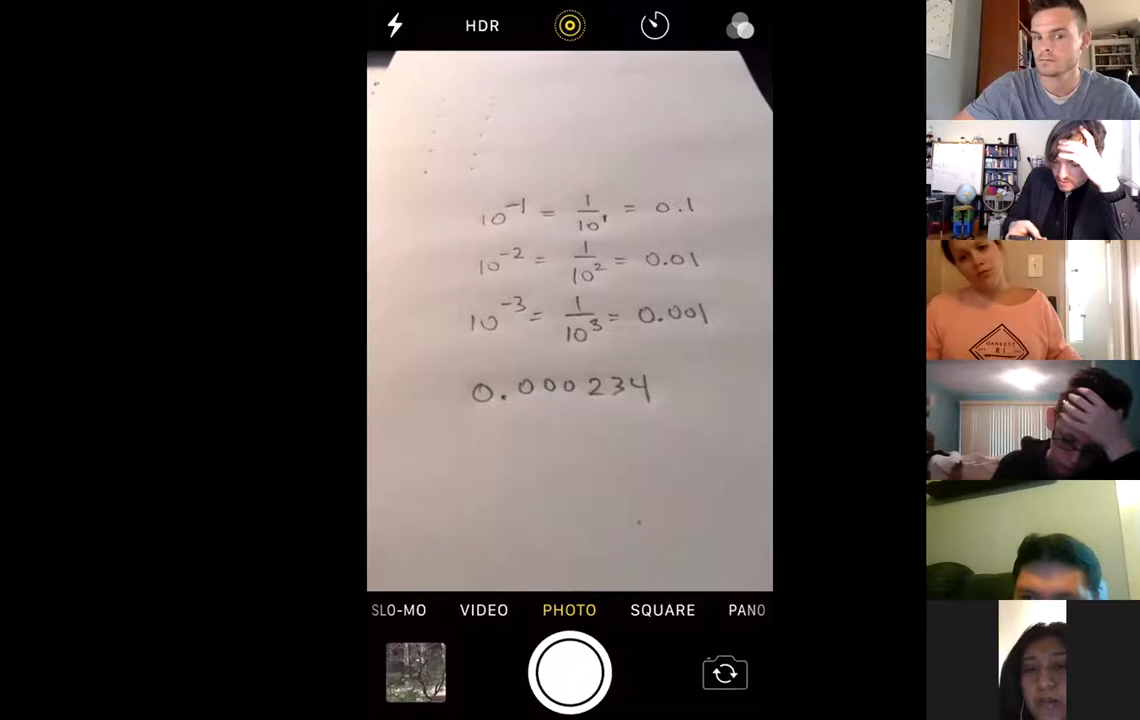 HDR
10⁻¹ = 1/10¹ = 0.1
10⁻² = 1/10² = 0.01
10⁻³ = 1/10³ = 0.001
0.000234
SLO-MO VIDEO PHOTO SQUARE PANO
R.I.